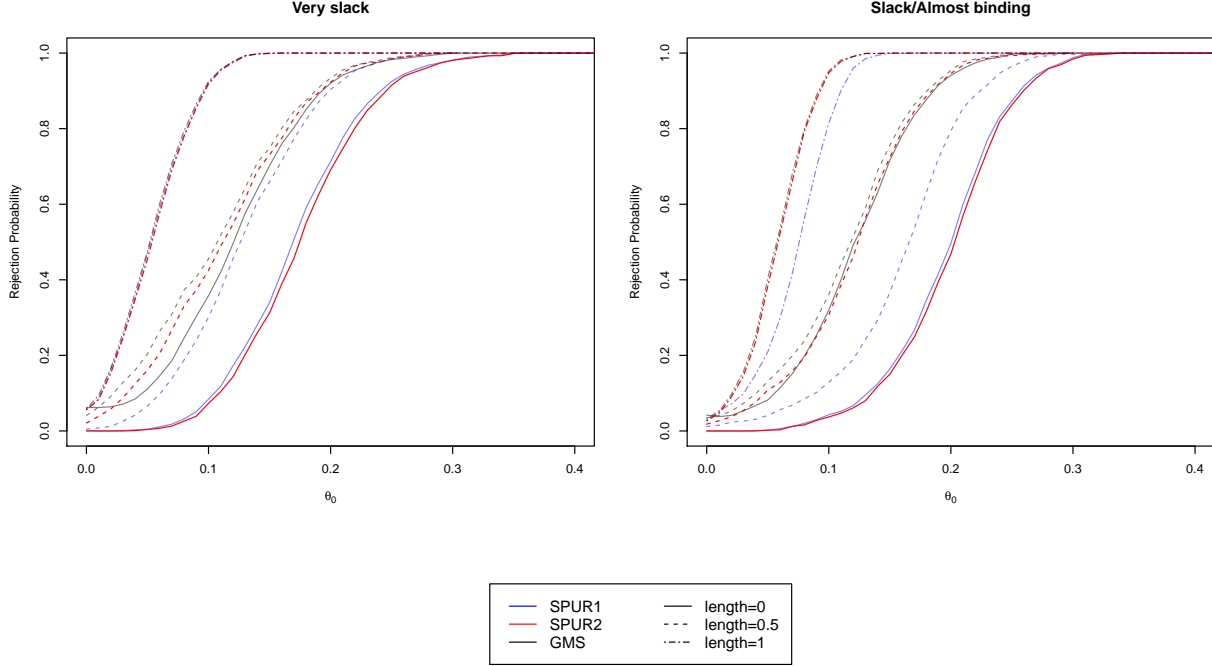 Very slack
Slack/Almost binding
Rejection Probability
0.0
0.2
0.4
0.6
0.8
1.0
0.0 0.1 0.2 0.3 0.4
θ0
Rejection Probability
0.0
0.2
0.4
0.6
0.8
1.0
0.0 0.1 0.2 0.3 0.4
θ0
SPUR1
SPUR2
GMS
length=0
length=0.5
length=1